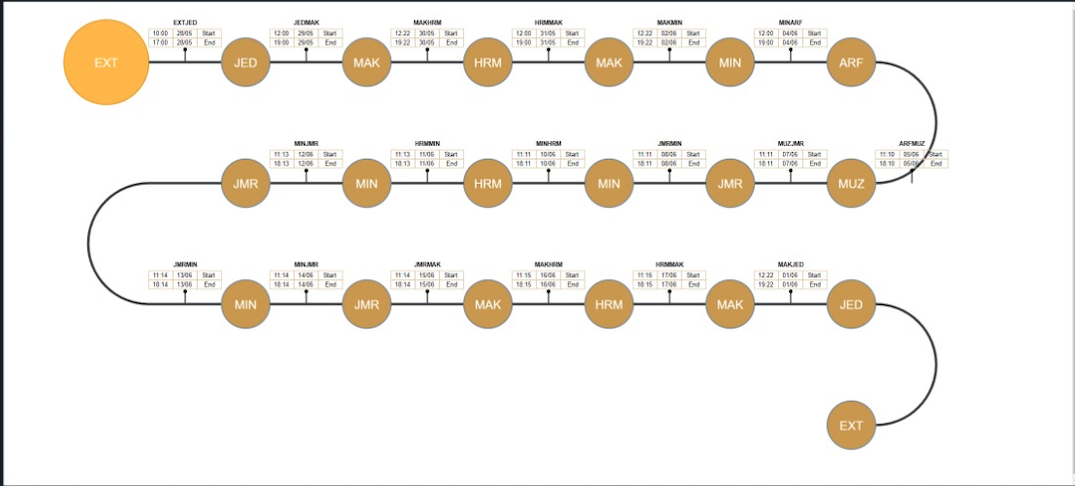 EXT
EXTJED
10:00 28/05 Start
17:00 28/05 End
JED
JEDMAK
12:00 29/05 Start
19:00 29/05 End
MAK
MAKHRM
12:22 30/05 Start
19:22 30/05 End
HRM
HRMMAK
12:00 31/05 Start
19:00 31/05 End
MAK
MAKMIN
12:22 02/06 Start
19:22 02/06 End
MIN
MINARF
12:00 04/06 Start
19:00 04/06 End
ARF
JMR
MINJMR
11:13 12/06 Start
18:13 12/06 End
MIN
HRMMIN
11:13 11/06 Start
18:13 11/06 End
HRM
MINHRM
11:11 10/06 Start
18:11 10/06 End
MIN
JMRMIN
11:11 08/06 Start
18:11 08/06 End
JMR
MUZJMR
11:11 07/06 Start
18:11 07/06 End
MUZ
ARFMUZ
11:10 05/06 Start
18:10 05/06 End
JMRMIN
11:14 13/06 Start
18:14 13/06 End
MIN
MINJMR
11:14 14/06 Start
18:14 14/06 End
JMR
JMRMAK
11:14 15/06 Start
18:14 15/06 End
MAK
MAKHRM
11:15 16/06 Start
18:15 16/06 End
HRM
HRMMAK
11:15 17/06 Start
18:15 17/06 End
MAK
MAKJED
12:22 01/06 Start
19:22 01/06 End
JED
EXT